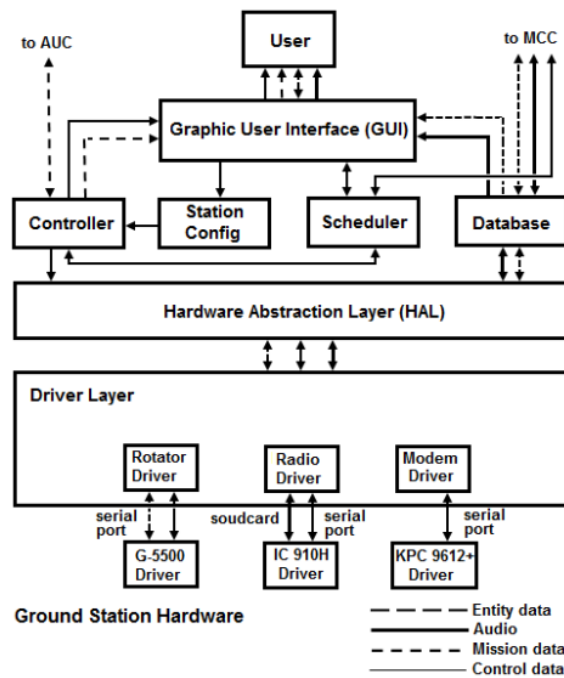 User
to AUC
to MCC
Graphic User Interface (GUI)
Controller
Station
Config
Scheduler
Database
Hardware Abstraction Layer (HAL)
Driver Layer
Rotator
Driver
Radio
Driver
Modem
Driver
serial
port
soudcard
serial
port
serial
port
G-5500
Driver
IC 910H
Driver
KPC 9612+
Driver
Ground Station Hardware
Entity data
Audio
Mission data
Control data